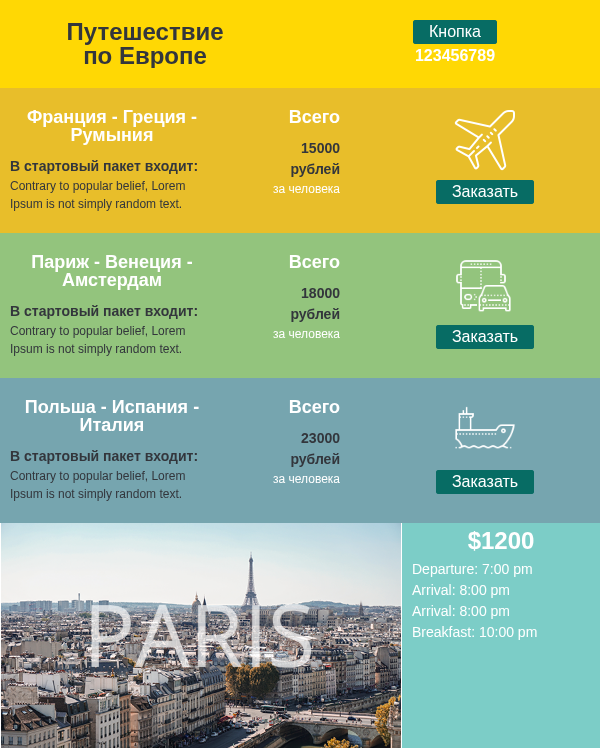 Путешествие
по Европе
Кнопка
123456789
Франция - Греция -
Румыния
В стартовый пакет входит:
Contrary to popular belief, Lorem
Ipsum is not simply random text.
Всего
15000
рублей
за человека
Заказать
Париж - Венеция -
Амстердам
В стартовый пакет входит:
Contrary to popular belief, Lorem
Ipsum is not simply random text.
Всего
18000
рублей
за человека
Заказать
Польша - Испания -
Италия
В стартовый пакет входит:
Contrary to popular belief, Lorem
Ipsum is not simply random text.
Всего
23000
рублей
за человека
Заказать
PARIS
$1200
Departure: 7:00 pm
Arrival: 8:00 pm
Arrival: 8:00 pm
Breakfast: 10:00 pm